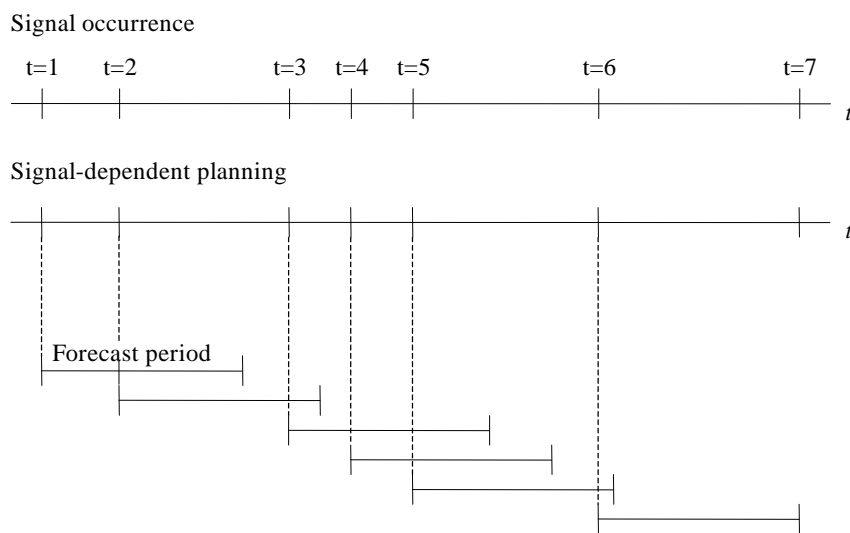 Signal occurrence
t=1 t=2 t=3 t=4 t=5 t=6 t=7
t
Signal-dependent planning
t
Forecast period